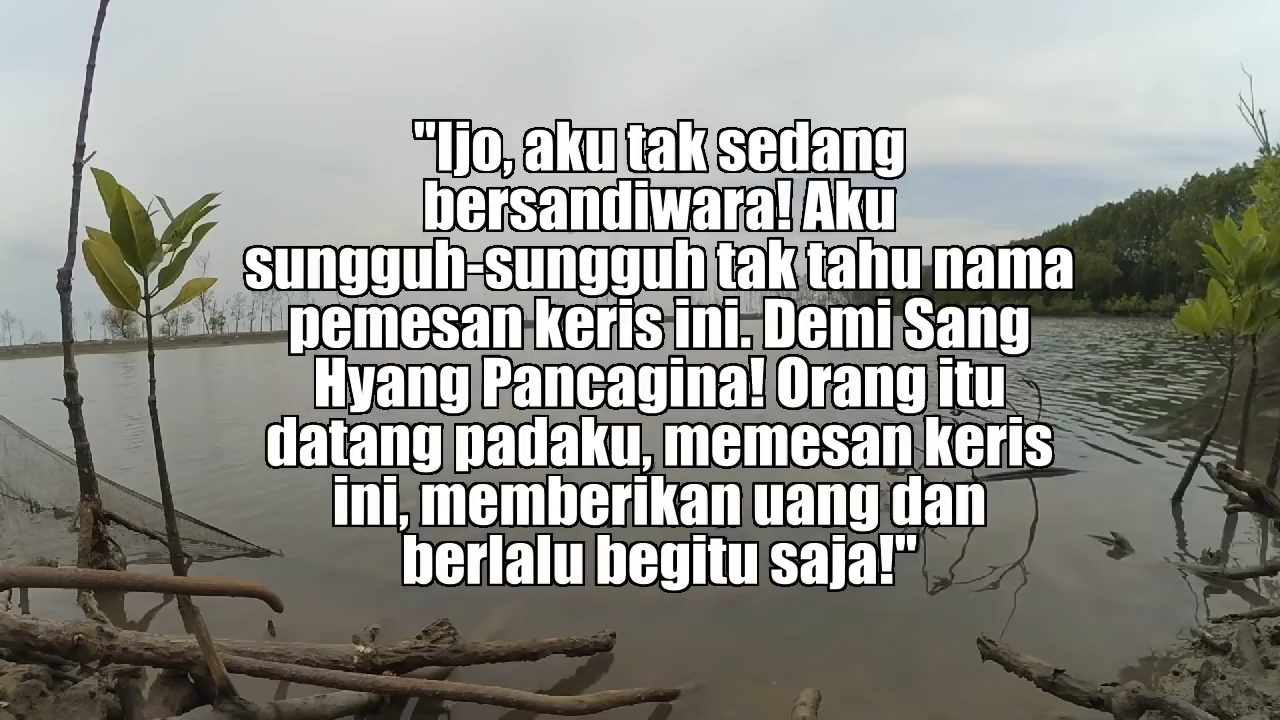 "Ijo, aku tak sedang
bersandiwara! Aku
sungguh-sungguh tak tahu nama
pemesan keris ini. Demi Sang
Hyang Pancagina! Orang itu
datang padaku, memesan keris
ini, memberikan uang dan
berlalu begitu saja!"